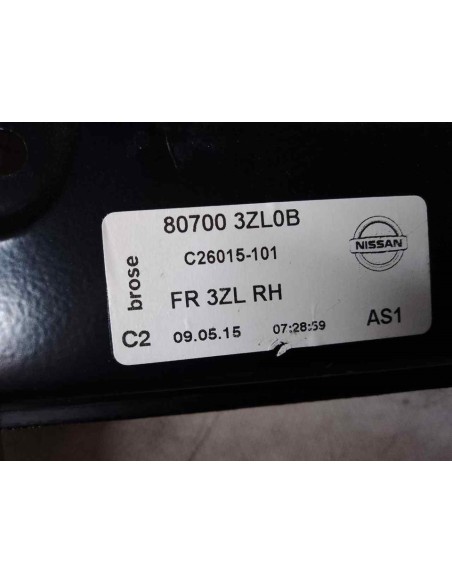 80700 3ZL0B
C26015-101
NISSAN
brose
FR 3ZL RH
C2
09.05.15
07:28:59
AS1